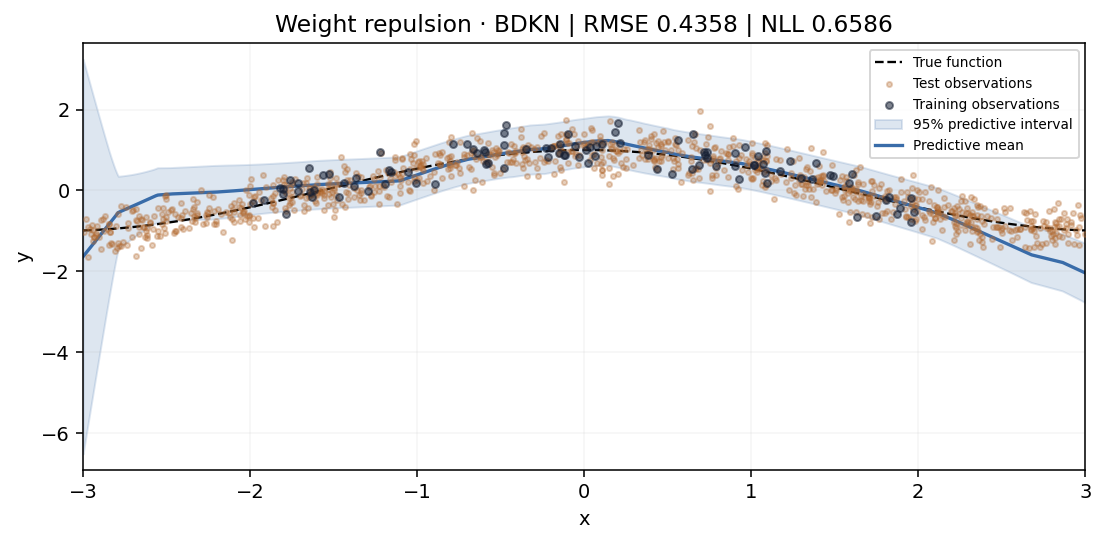 Weight repulsion · BDKN | RMSE 0.4358 | NLL 0.6586
True function
Test observations
Training observations
95% predictive interval
Predictive mean
y
2
0
−2
−4
−6
−3
−2
−1
0
1
2
3
x